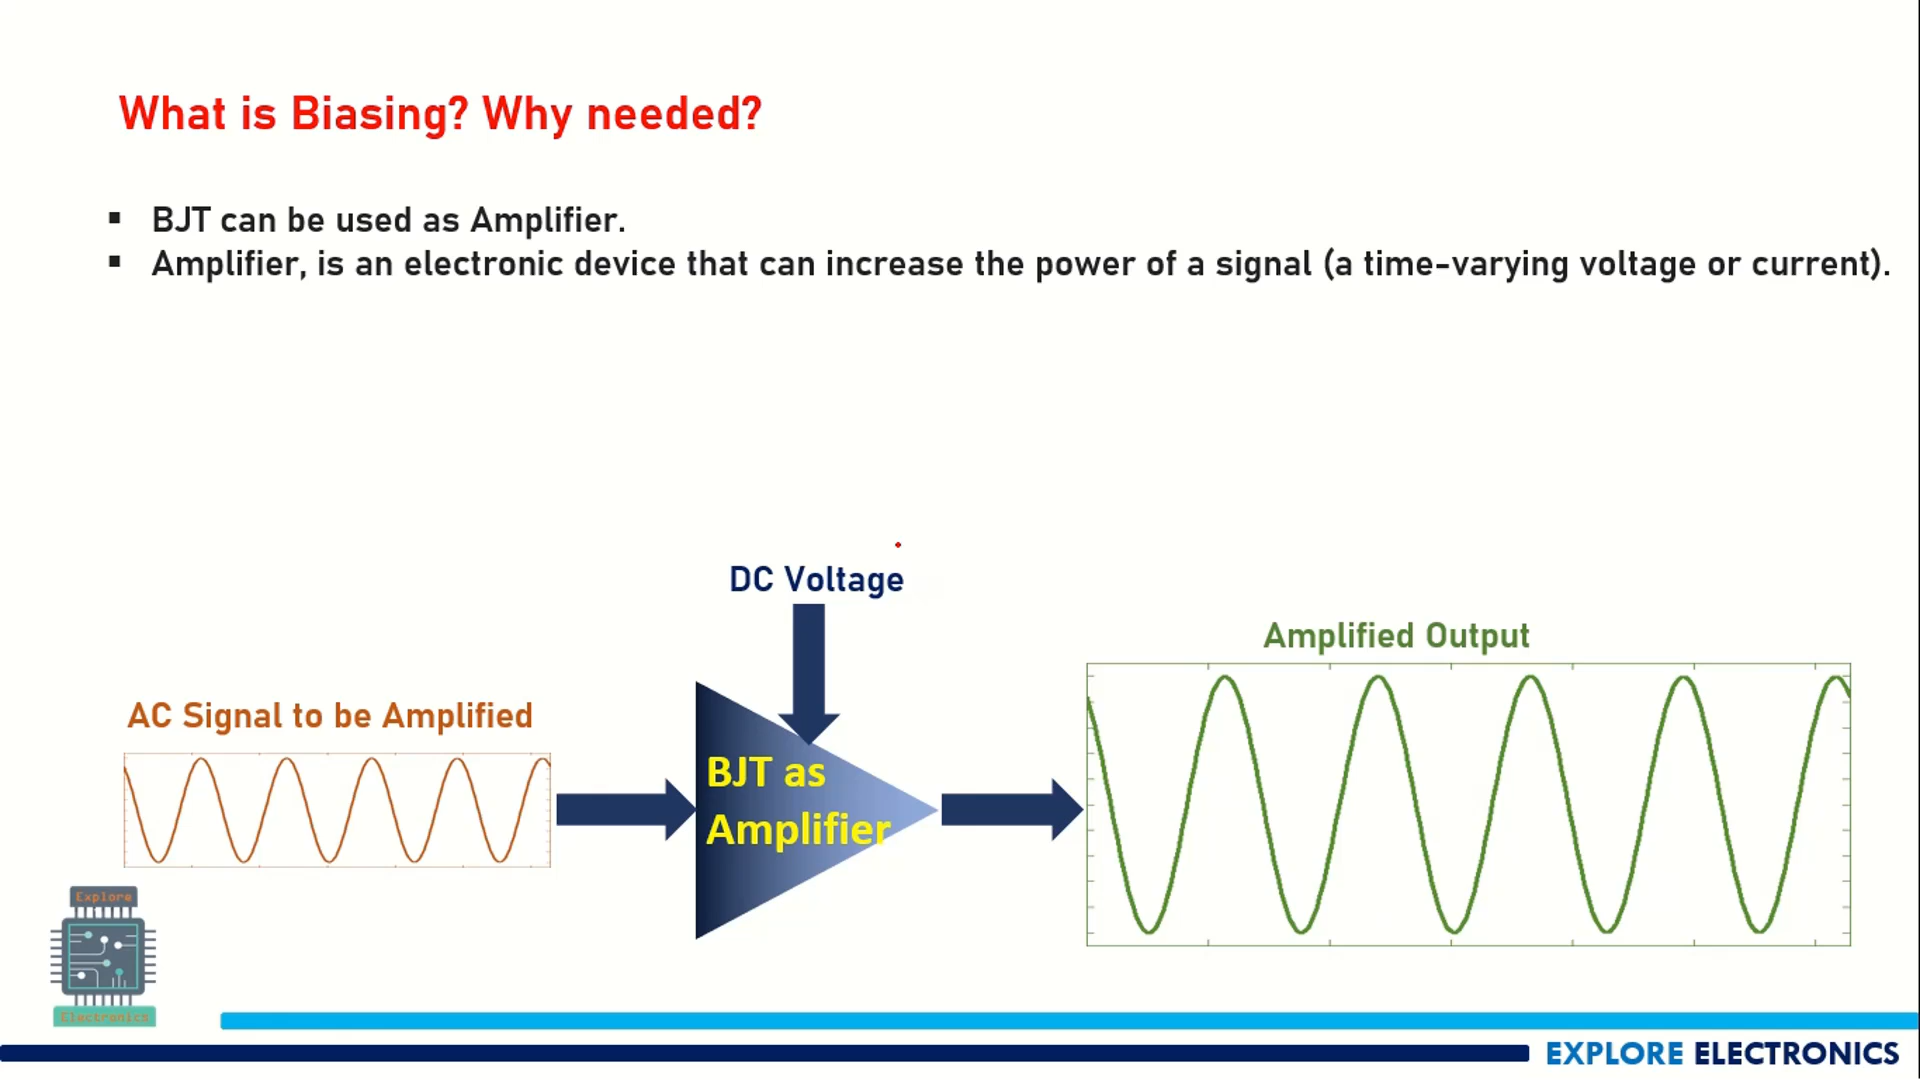 What is Biasing? Why needed?
▪ BJT can be used as Amplifier.
▪ Amplifier, is an electronic device that can increase the power of a signal (a time-varying voltage or current).
DC Voltage
Amplified Output
AC Signal to be Amplified
BJT as
Amplifier
Explore
Electronics
EXPLORE ELECTRONICS